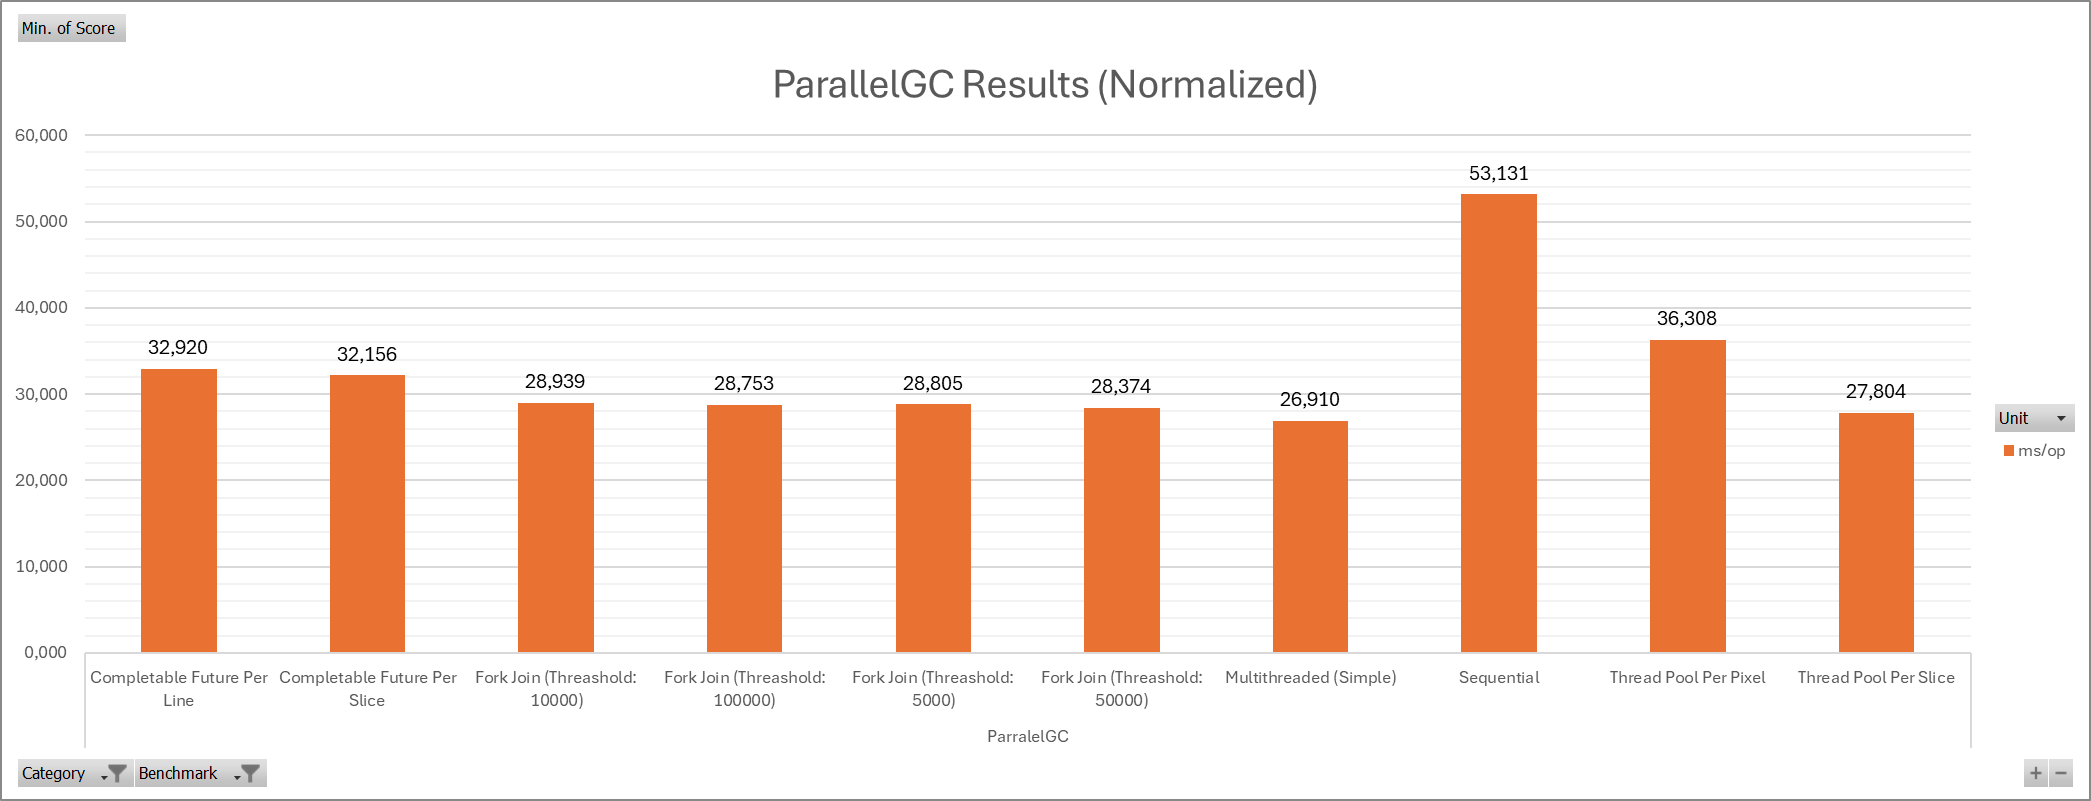 Min. of Score
ParallelGC Results (Normalized)
60,000
50,000
40,000
30,000
20,000
10,000
0,000
32,920
32,156
28,939
28,753
28,805
28,374
26,910
53,131
36,308
27,804
Completable Future Per
Line
Completable Future Per
Slice
Fork Join (Threashold:
10000)
Fork Join (Threashold:
100000)
Fork Join (Threashold:
5000)
Fork Join (Threashold:
50000)
Multithreaded (Simple)
Sequential
Thread Pool Per Pixel
Thread Pool Per Slice
ParralelGC
Unit
ms/op
Category
Benchmark
+ −